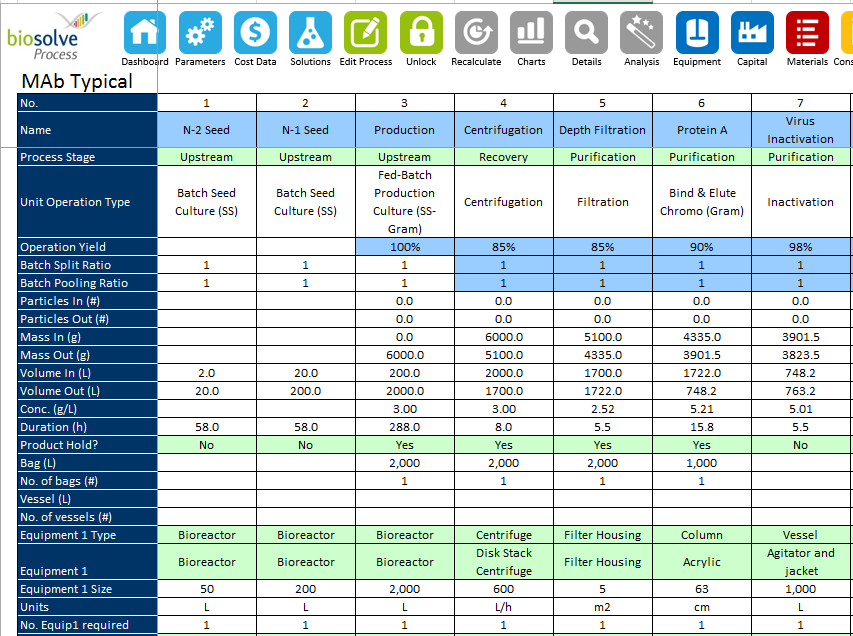 biosolve
Process
Dashboard Parameters Cost Data Solutions Edit Process Unlock Recalculate Charts Details Analysis Equipment Capital Materials Cons
MAb Typical
No. 1 2 3 4 5 6 7
Name N-2 Seed N-1 Seed Production Centrifugation Depth Filtration Protein A Virus Inactivation
Process Stage Upstream Upstream Upstream Recovery Purification Purification Purification
Unit Operation Type Batch Seed Culture (SS) Batch Seed Culture (SS) Fed-Batch Production Culture (SS-Gram) Centrifugation Filtration Bind & Elute Chromo (Gram) Inactivation
Operation Yield 100% 85% 85% 90% 98%
Batch Split Ratio 1 1 1 1 1 1 1
Batch Pooling Ratio 1 1 1 1 1 1 1
Particles In (#) 0.0 0.0 0.0 0.0 0.0
Particles Out (#) 0.0 0.0 0.0 0.0 0.0
Mass In (g) 0.0 6000.0 5100.0 4335.0 3901.5
Mass Out (g) 6000.0 5100.0 4335.0 3901.5 3823.5
Volume In (L) 2.0 20.0 200.0 2000.0 1700.0 1722.0 748.2
Volume Out (L) 20.0 200.0 2000.0 1700.0 1722.0 748.2 763.2
Conc. (g/L) 3.00 3.00 2.52 5.21 5.01
Duration (h) 58.0 58.0 288.0 8.0 5.5 15.8 5.5
Product Hold? No No Yes Yes Yes Yes No
Bag (L) 2,000 2,000 2,000 1,000
No. of bags (#) 1 1 1 1
Vessel (L)
No. of vessels (#)
Equipment 1 Type Bioreactor Bioreactor Bioreactor Centrifuge Filter Housing Column Vessel
Equipment 1 Bioreactor Bioreactor Bioreactor Disk Stack Centrifuge Filter Housing Acrylic Agitator and jacket
Equipment 1 Size 50 200 2,000 600 5 63 1,000
Units L L L L/h m2 cm L
No. Equip1 required 1 1 1 1 1 1 1